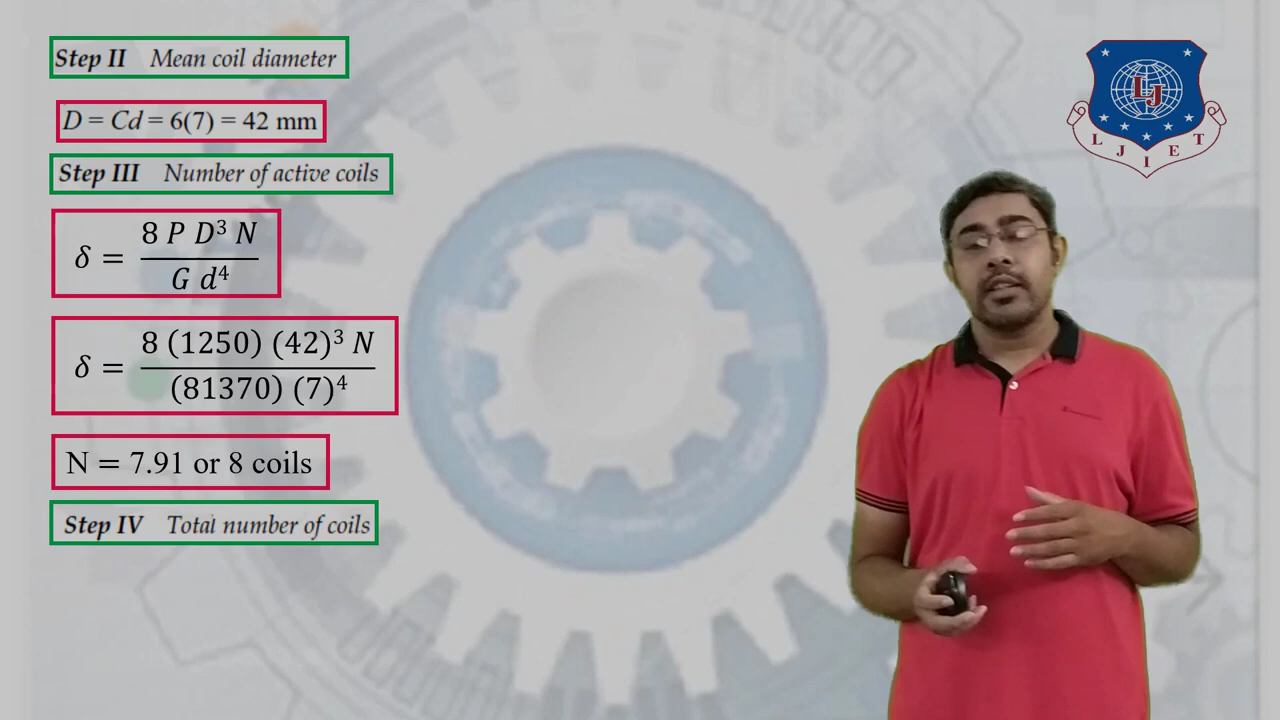 Step II Mean coil diameter
D = Cd = 6(7) = 42 mm
Step III Number of active coils
δ = 8 P D³ N / G d⁴
δ = 8 (1250) (42)³ N / (81370) (7)⁴
N = 7.91 or 8 coils
Step IV Total number of coils
LJ
L J I E T